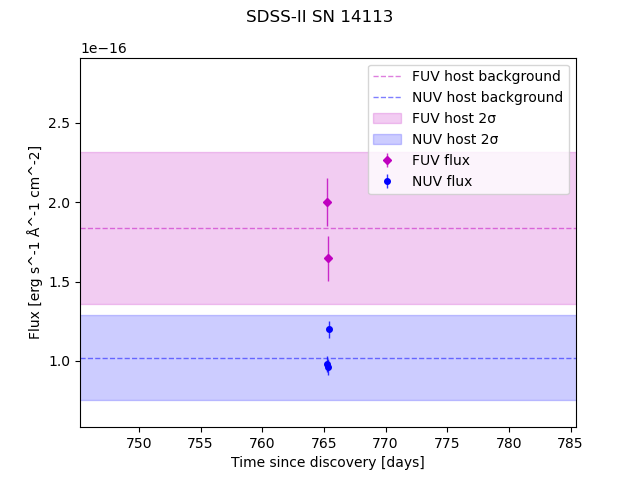 SDSS-II SN 14113
1e−16
FUV host background
NUV host background
FUV host 2σ
NUV host 2σ
FUV flux
NUV flux
2.5
2.0
1.5
1.0
Flux [erg s^-1 Å^-1 cm^-2]
750 755 760 765 770 775 780 785
Time since discovery [days]